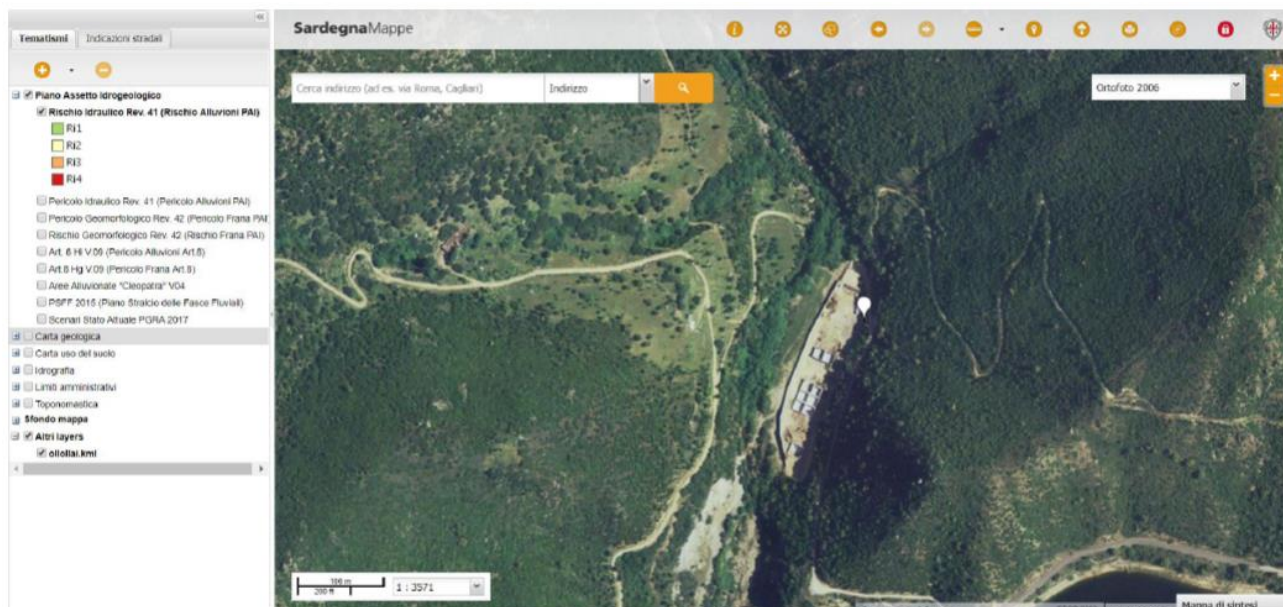 Tematismi
Indicazioni stradali
Piano Assetto Idrogeologico
Rischio Idraulico Rev. 41 (Rischio Alluvioni PAI)
Ri1
Ri2
Ri3
Ri4
Pericolo Idraulico Rev. 41 (Pericolo Alluvioni PAI)
Pericolo Geomorfologico Rev. 42 (Pericolo Frana PAI
Rischio Geomorfologico Rev. 42 (Rischio Frana PAI)
Art. 8 Hi V.09 (Pericolo Alluvioni Art.8)
Art.8 Hg V.09 (Pericolo Frana Art.8)
Aree Alluvionate "Cleopatra" V04
PSFF 2015 (Piano Stralcio delle Fasce Fluviali)
Scenari Stato Attuale PGRA 2017
Carta geologica
Carta uso del suolo
Idrografia
Limiti amministrativi
Toponomastica
Sfondo mappa
Altri layers
ollollai.kml
SardegnaMappe
Cerca indirizzo (ad es. via Roma, Cagliari)
Indirizzo
Ortofoto 2006
100 m
200 ft
1 : 3571
Mappa di sintesi